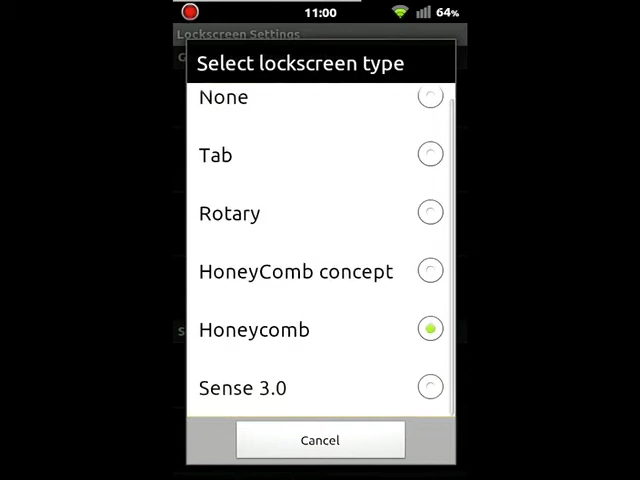 11:00
64%
Lockscreen Settings
Select lockscreen type
None
Tab
Rotary
HoneyComb concept
Honeycomb
Sense 3.0
Cancel